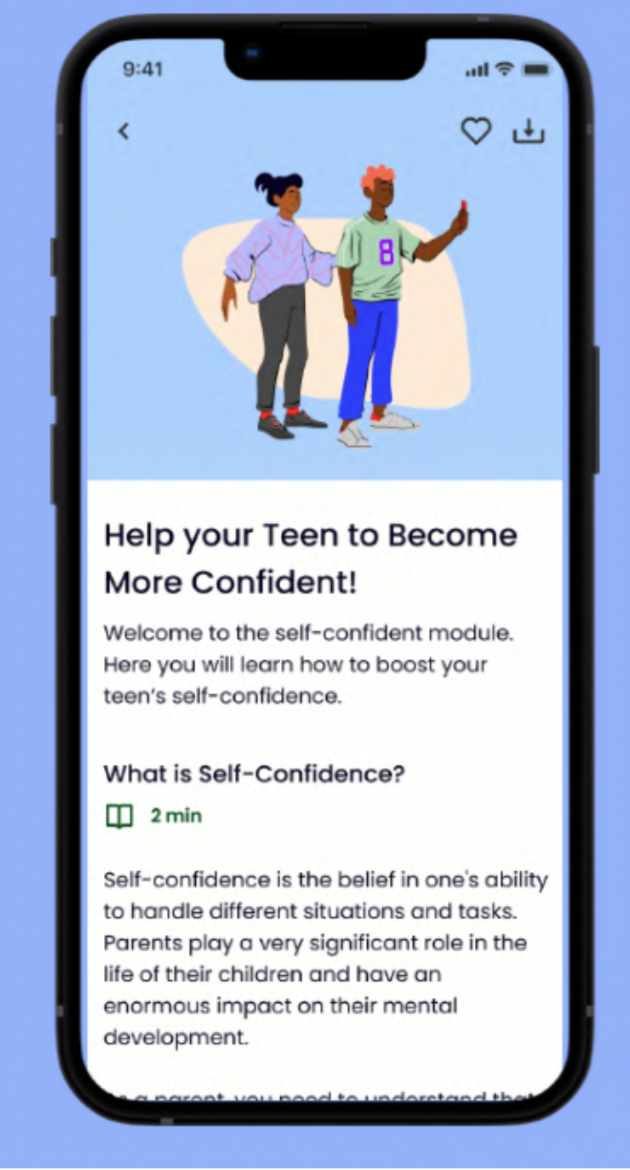 9:41
8
Help your Teen to Become
More Confident!
Welcome to the self-confident module.
Here you will learn how to boost your
teen's self-confidence.
What is Self-Confidence?
2 min
Self-confidence is the belief in one's ability
to handle different situations and tasks.
Parents play a very significant role in the
life of their children and have an
enormous impact on their mental
development.
a parent, you need to understand that